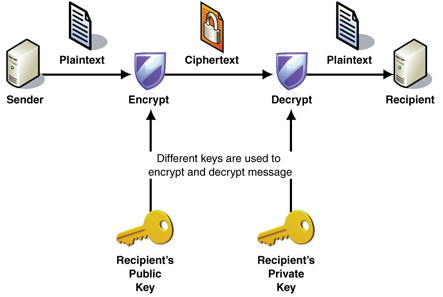 Plaintext
Ciphertext
Plaintext
Sender
Encrypt
Decrypt
Recipient
Different keys are used to
encrypt and decrypt message
Recipient's
Public
Key
Recipient's
Private
Key